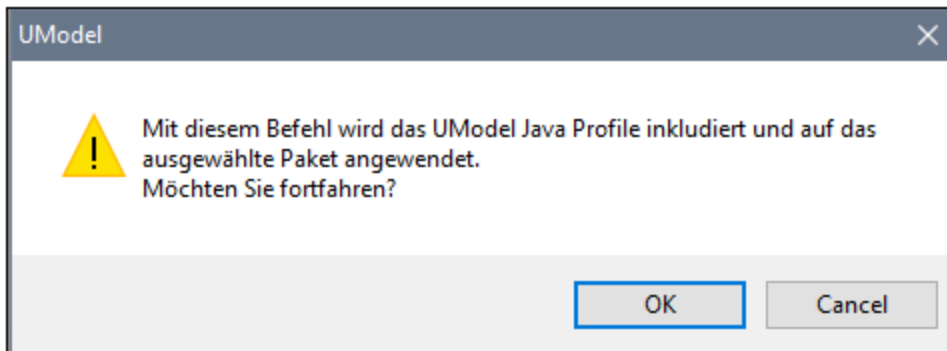 UModel
Mit diesem Befehl wird das UModel Java Profile inkludiert und auf das
ausgewählte Paket angewendet.
Möchten Sie fortfahren?
OK Cancel